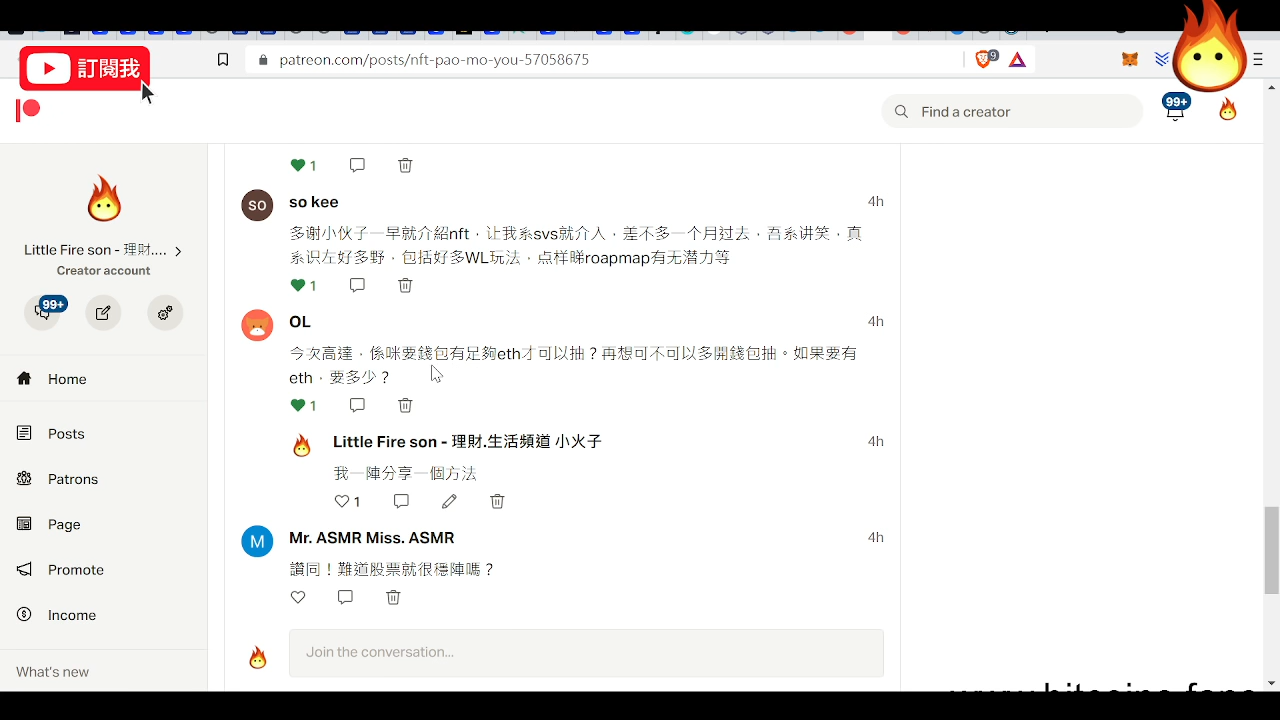 訂閱我
patreon.com/posts/nft-pao-mo-zou-57058675
9
Find a creator
99+
1
so kee
4h
多谢小伙子一早就介紹nft，让我系svs就介入，差不多一个月过去，吾系讲笑，真
系识左好多野，包括好多WL玩法，点样睇roapmap有无潜力等
1
Little Fire son - 理財....
Creator account
99+
OL
4h
今次高達，係咪要錢包有足夠eth才可以抽？再想可不可以多開錢包抽。如果要有
eth，要多少？
1
Little Fire son - 理財.生活頻道 小火子
4h
我一陣分享一個方法
1
Mr. ASMR Miss. ASMR
4h
讚同！難道股票就很穩陣嗎？
Join the conversation...
Home
Posts
Patrons
Page
Promote
Income
What's new